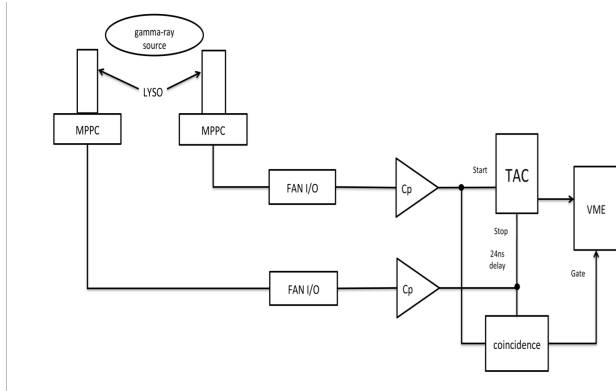 gamma-ray
source
LYSO
MPPC
MPPC
FAN I/O
Cp
Start
TAC
VME
Stop
24ns
delay
Gate
FAN I/O
Cp
coincidence